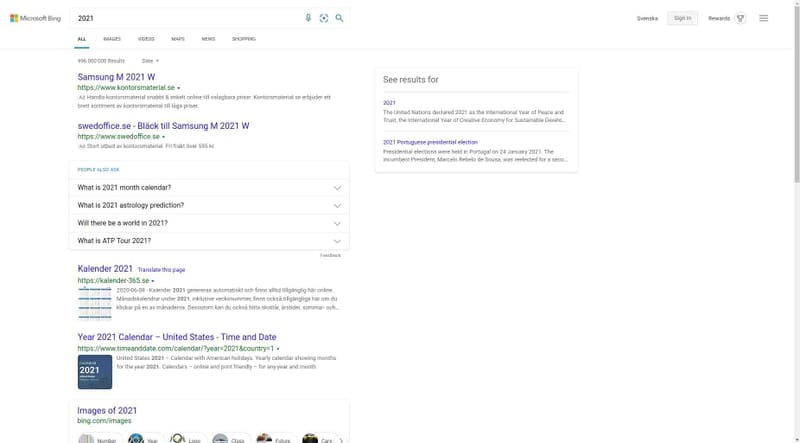 Microsoft Bing
2021
Svenska
Sign in
Rewards
ALL IMAGES VIDEOS MAPS NEWS SHOPPING
996 000 000 Results Date
Samsung M 2021 W
https://www.kontorsmaterial.se
Ad Handla kontorsmaterial snabbt & enkelt online till oslagbara priser. Kontorsmaterial.se erbjuder ett
brett sortiment av kontorsmaterial till låga priser.
swedoffice.se - Bläck till Samsung M 2021 W
https://www.swedoffice.se
Ad Stort utbud av kontorsmaterial. Fri frakt över 595 kr.
PEOPLE ALSO ASK
What is 2021 month calendar?
What is 2021 astrology prediction?
Will there be a world in 2021?
What is ATP Tour 2021?
Feedback
Kalender 2021 Translate this page
https://kalender-365.se
2020-06-08 · Kalender 2021 genereras automatiskt och finns alltid tillgänglig här online.
Månadskalendrar under 2021, inklusive veckonummer, finns också tillgängliga här om du
klickar på en av månaderna. Dessutom kan du också hitta skottår, årstider, sommar- och...
Year 2021 Calendar – United States - Time and Date
https://www.timeanddate.com/calendar/?year=2021&country=1
CALENDAR
2021
United States 2021 – Calendar with American holidays. Yearly calendar showing months
for the year 2021. Calendars – online and print friendly – for any year and month
Images of 2021
bing.com/images
Number Year Logo Class Future Cars
See results for
2021
The United Nations declared 2021 as the International Year of Peace and
Trust, the International Year of Creative Economy for Sustainable Develo...
2021 Portuguese presidential election
Presidential elections were held in Portugal on 24 January 2021. The
incumbent President, Marcelo Rebelo de Sousa, was reelected for a seco...